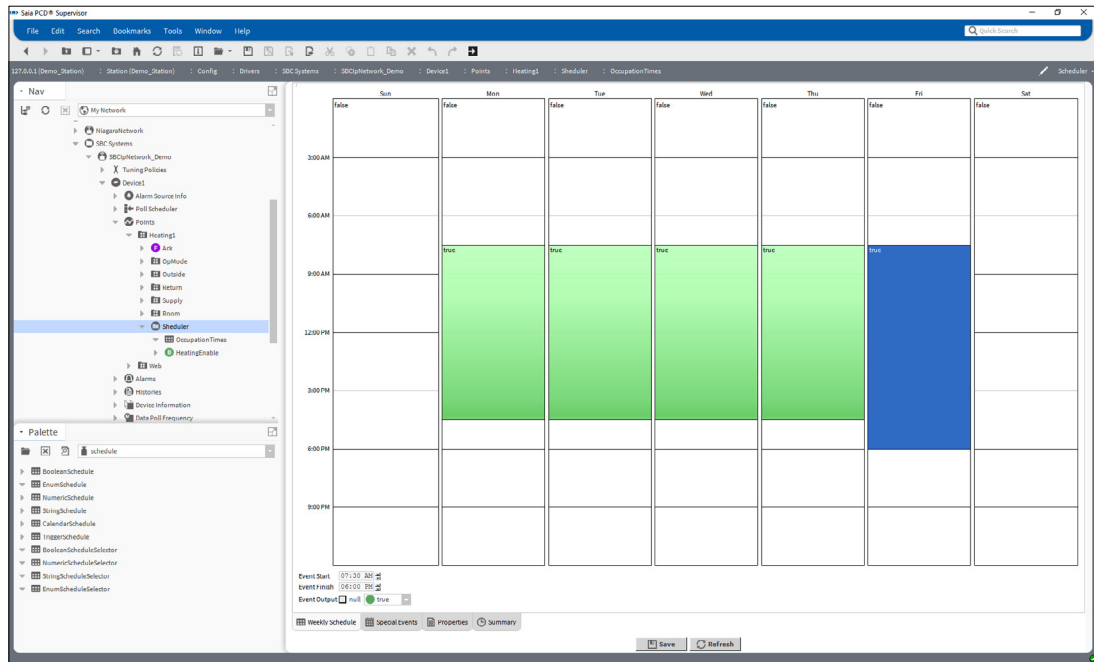 Saia PCD® Supervisor
File Edit Search Bookmarks Tools Window Help
Quick Search
127.0.0.1 (Demo_Station) : Station (Demo_Station) : Config : Drivers : SBC Systems : SBCIpNetwork_Demo : Device1 : Points : Heating1 : Sheduler : OccupationTimes
Scheduler
Nav
My Network
NiagaraNetwork
SBC Systems
SBCIpNetwork_Demo
Tuning Policies
Device1
Alarm Source Info
Poll Scheduler
Points
Heating1
Ack
OpMode
Outside
Return
Supply
Room
Sheduler
OccupationTimes
HeatingEnable
Web
Alarms
Histories
Device Information
Data Poll Frequency
Palette
schedule
BooleanSchedule
EnumSchedule
NumericSchedule
StringSchedule
CalendarSchedule
TriggerSchedule
BooleanScheduleSelector
NumericScheduleSelector
StringScheduleSelector
EnumScheduleSelector
Sun Mon Tue Wed Thu Fri Sat
false false false false false false false
3:00 AM
6:00 AM
true true true true true
9:00 AM
12:00 PM
3:00 PM
6:00 PM
9:00 PM
Event Start 07:30 AM
Event Finish 06:00 PM
Event Output null true
Weekly Schedule Special Events Properties Summary
Save Refresh